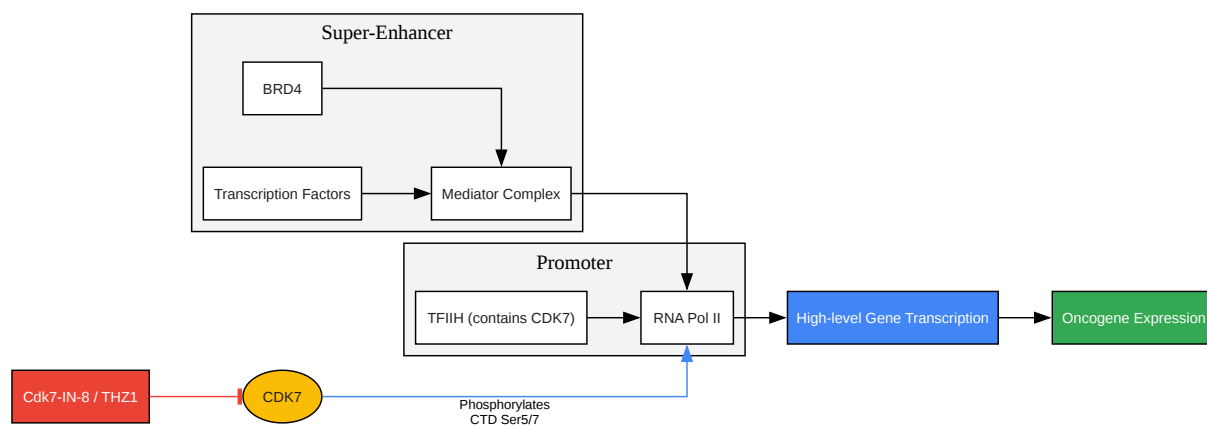 Super-Enhancer
BRD4
Transcription Factors
Mediator Complex
Promoter
TFIIH (contains CDK7)
RNA Pol II
High-level Gene Transcription
Oncogene Expression
Cdk7-IN-8 / THZ1
CDK7
Phosphorylates
CTD Ser5/7